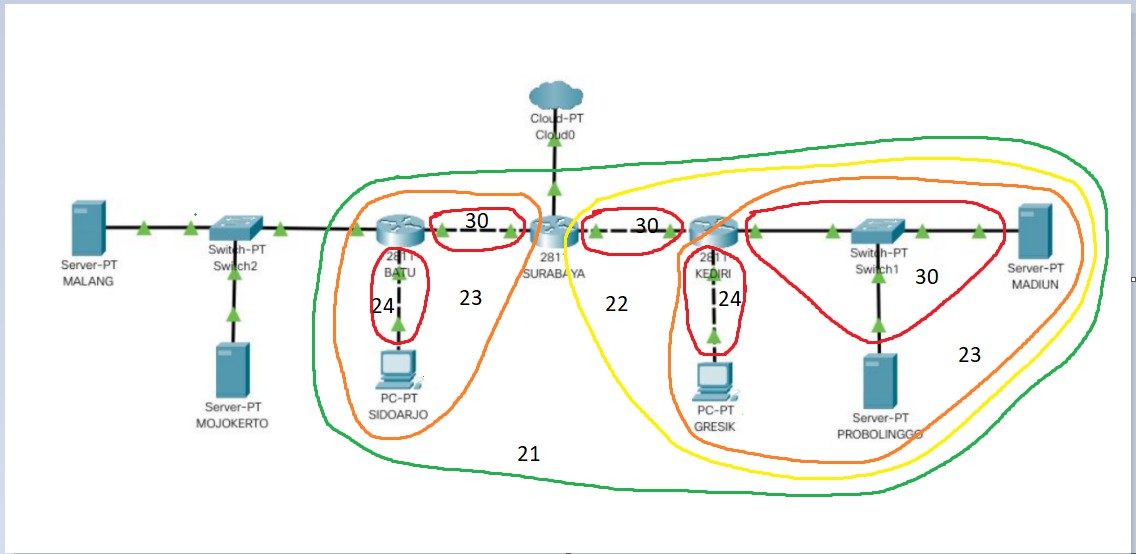 Cloud-PT
Cloud0
30
30
2811
BATU
2811
SURABAYA
2811
KEDIRI
Switch-PT
Switch2
Switch-PT
Switch1
Server-PT
MALANG
Server-PT
MADIUN
24
23
22
24
30
23
PC-PT
SIDOARJO
PC-PT
GRESIK
Server-PT
MOJOKERTO
Server-PT
PROBOLINGGO
21